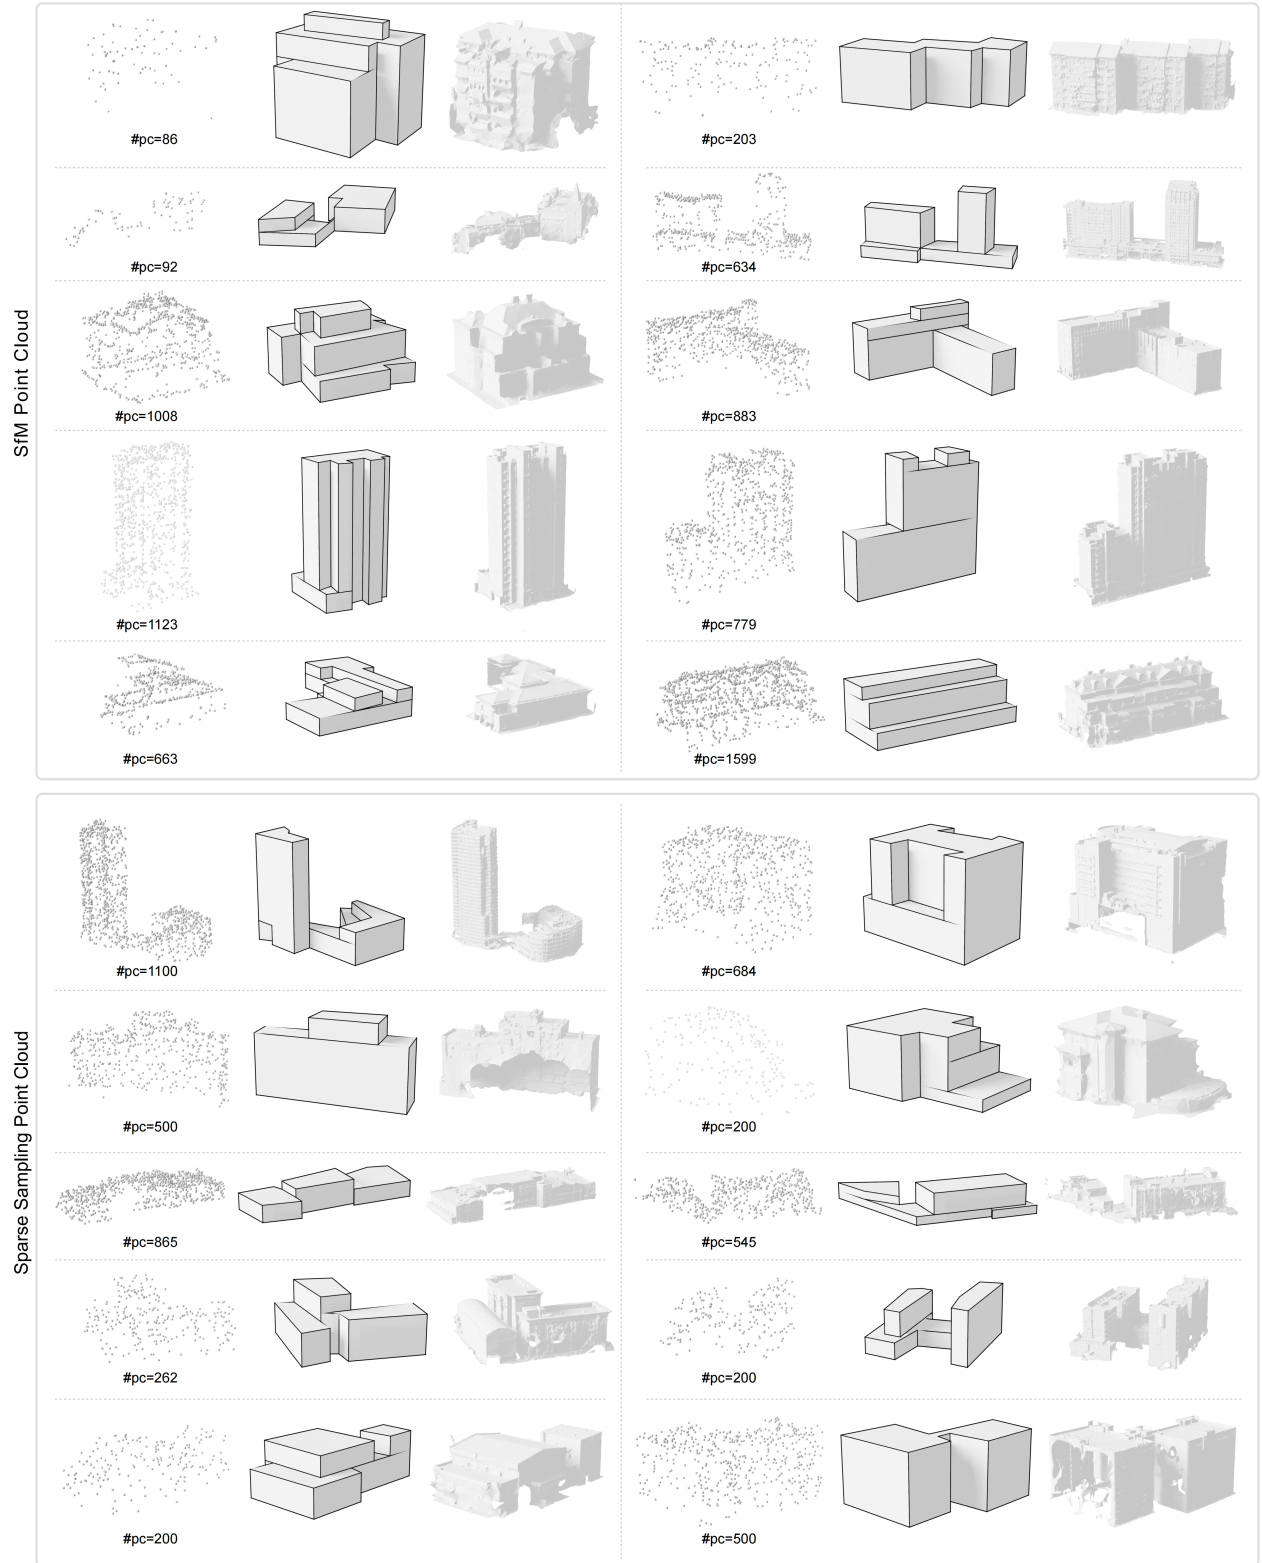 SfM Point Cloud
#pc=86
#pc=203
#pc=92
#pc=634
#pc=1008
#pc=883
#pc=1123
#pc=779
#pc=663
#pc=1599
Sparse Sampling Point Cloud
#pc=1100
#pc=684
#pc=500
#pc=200
#pc=865
#pc=545
#pc=262
#pc=200
#pc=200
#pc=500